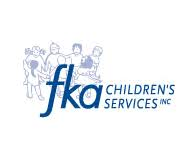 fka CHILDREN'S
SERVICES INC